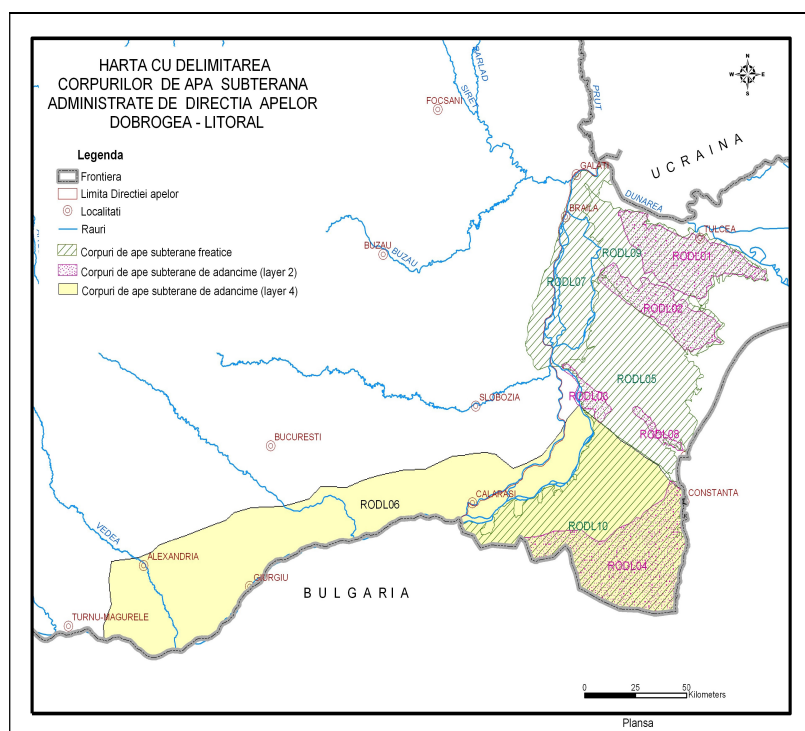 HARTA CU DELIMITAREA
CORPURILOR DE APA SUBTERANA
ADMINISTRATE DE DIRECTIA APELOR
DOBROGEA - LITORAL
Legenda
Frontiera
Limita Directiei apelor
Localitati
Rauri
Corpuri de ape subterane freatice
Corpuri de ape subterane de adancime (layer 2)
Corpuri de ape subterane de adancime (layer 4)
N
W E
S
BARLAD
SIRET
PRUT
FOCSANI
UCRAINA
GALATI
DUNAREA
BRAILA
TULCEA
BUZAU
BUZAU
RODL09
RODL01
RODL07
RODL02
RODL05
RODL03
SLOBOZIA
RODL08
BUCURESTI
CALARASI
CONSTANTA
RODL06
RODL10
VEDEA
ALEXANDRIA
RODL04
GIURGIU
BULGARIA
TURNU-MAGURELE
0 25 50
Kilometers
Plansa